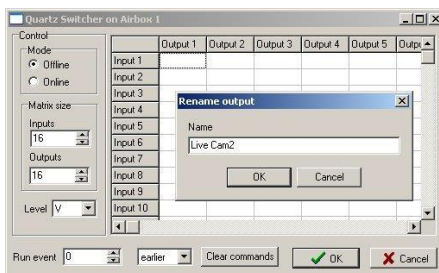 Quartz Switcher on Airbox 1
Control
Mode
Offline
Online
Matrix size
Inputs
16
Outputs
16
Level V
Output 1 Output 2 Output 3 Output 4 Output 5 Outp
Input 1
Input 2
Input 3
Input 4
Input 5
Input 6
Input 7
Input 8
Input 9
Input 10
Rename output
Name
Live Cam2
OK Cancel
Run event 0 earlier Clear commands OK Cancel